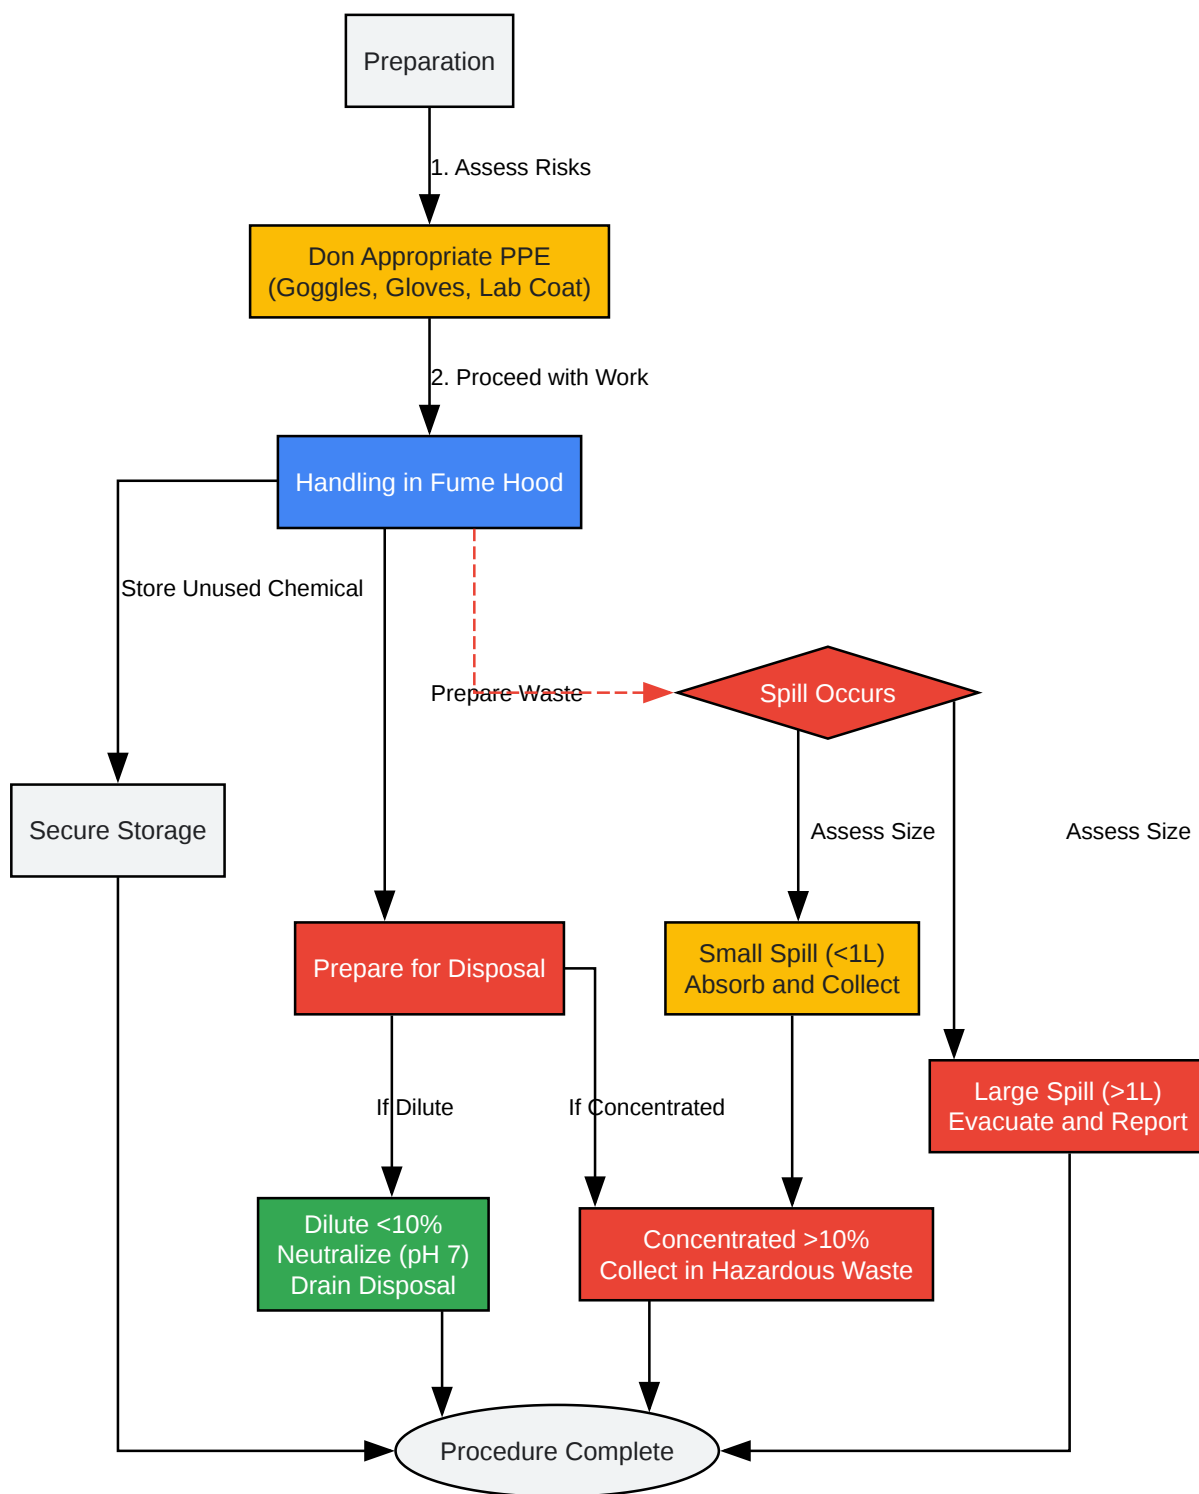 Preparation
1. Assess Risks
Don Appropriate PPE
(Goggles, Gloves, Lab Coat)
2. Proceed with Work
Handling in Fume Hood
Store Unused Chemical
Prepare Waste
Spill Occurs
Secure Storage
Assess Size
Assess Size
Prepare for Disposal
Small Spill (<1L)
Absorb and Collect
Large Spill (>1L)
Evacuate and Report
If Dilute
If Concentrated
Dilute <10%
Neutralize (pH 7)
Drain Disposal
Concentrated >10%
Collect in Hazardous Waste
Procedure Complete